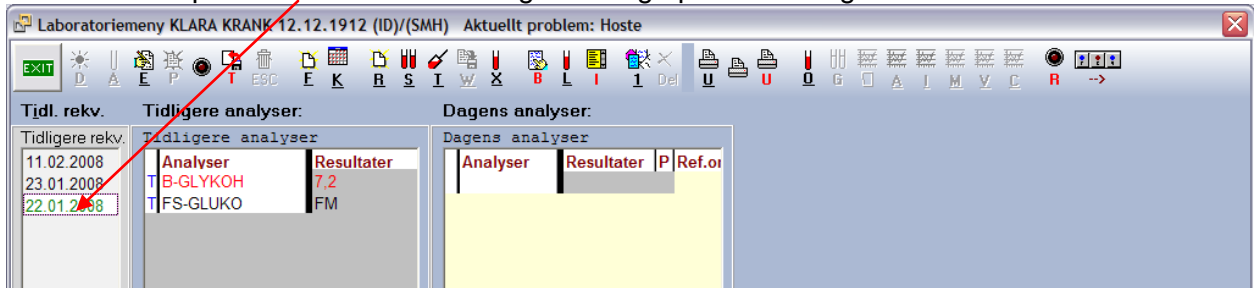 Laboratoriemeny KLARA KRANK 12.12.1912 (ID)/(SMH) Aktuellt problem: Hoste
EXIT D A E P T ESC F K R S I W X B L I 1 Del U U O G A I M V C R -->
Tidl. rekv. Tidligere analyser: Dagens analyser:
Tidligere rekv. Tidligere analyser Dagens analyser
Analyser Resultater Analyser Resultater P Ref.or
11.02.2008
T B-GLYKOH 7,2
23.01.2008
T FS-GLUKO FM
22.01.2008